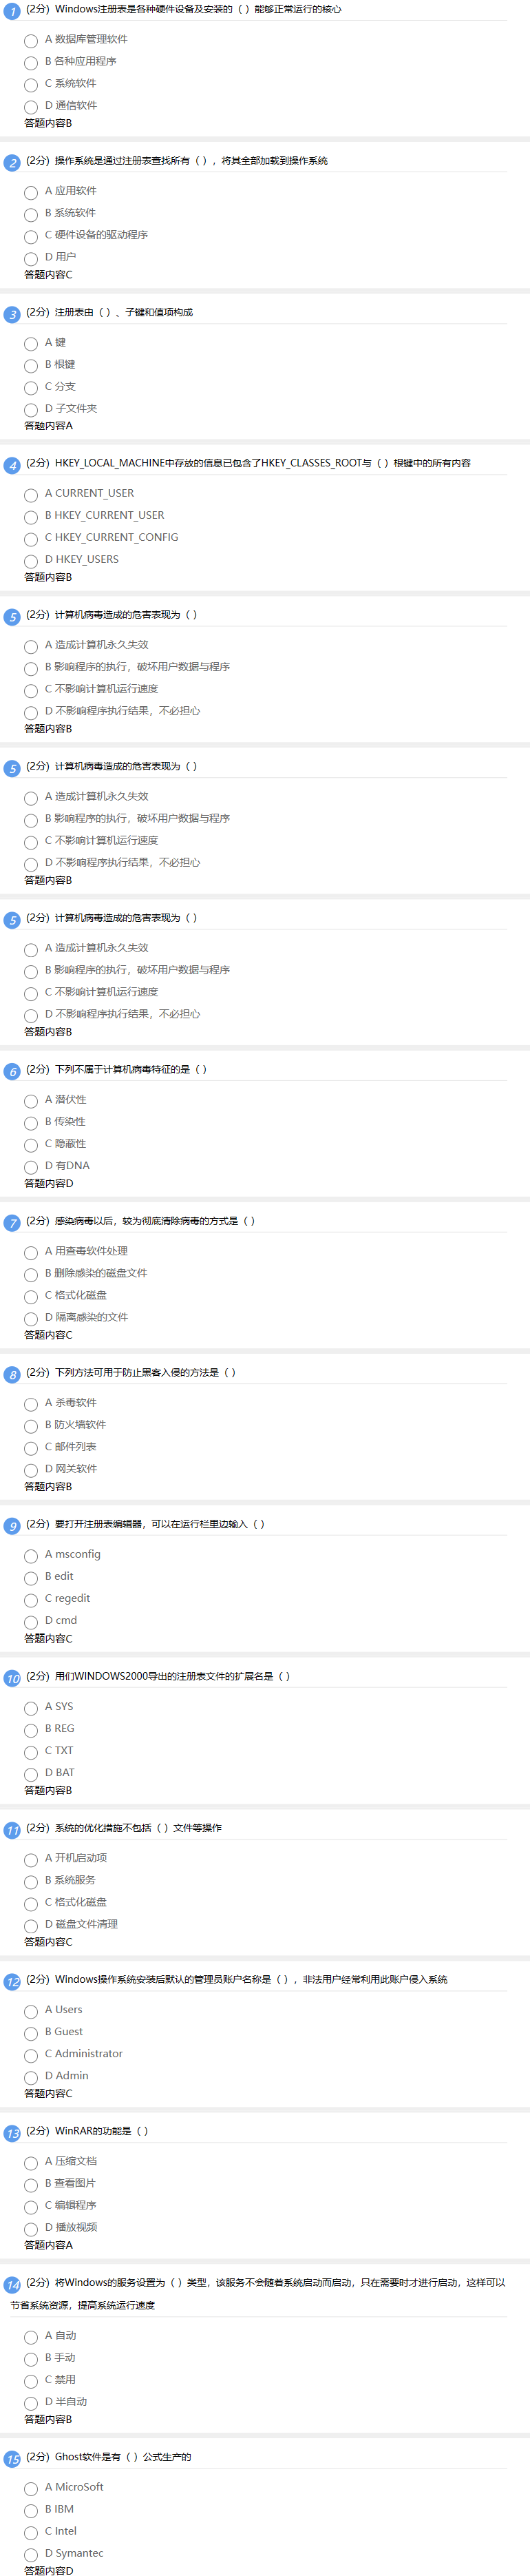 1 (2分) Windows注册表是各种硬件设备及安装的（ ）能够正常运行的核心
A 数据库管理软件
B 各种应用程序
C 系统软件
D 通信软件
答题内容B
2 (2分) 操作系统是通过注册表查找所有（ ），将其全部加载到操作系统
A 应用软件
B 系统软件
C 硬件设备的驱动程序
D 用户
答题内容C
3 (2分) 注册表由（ ）、子键和值项构成
A 键
B 根键
C 分支
D 子文件夹
答题内容A
4 (2分) HKEY_LOCAL_MACHINE中存放的信息已包含了HKEY_CLASSES_ROOT与（ ）根键中的所有内容
A CURRENT_USER
B HKEY_CURRENT_USER
C HKEY_CURRENT_CONFIG
D HKEY_USERS
答题内容B
5 (2分) 计算机病毒造成的危害表现为（ ）
A 造成计算机永久失效
B 影响程序的执行，破坏用户数据与程序
C 不影响计算机运行速度
D 不影响程序执行结果，不必担心
答题内容B
5 (2分) 计算机病毒造成的危害表现为（ ）
A 造成计算机永久失效
B 影响程序的执行，破坏用户数据与程序
C 不影响计算机运行速度
D 不影响程序执行结果，不必担心
答题内容B
5 (2分) 计算机病毒造成的危害表现为（ ）
A 造成计算机永久失效
B 影响程序的执行，破坏用户数据与程序
C 不影响计算机运行速度
D 不影响程序执行结果，不必担心
答题内容B
6 (2分) 下列不属于计算机病毒特征的是（ ）
A 潜伏性
B 传染性
C 隐蔽性
D 有DNA
答题内容D
7 (2分) 感染病毒以后，较为彻底清除病毒的方式是（ ）
A 用查毒软件处理
B 删除感染的磁盘文件
C 格式化磁盘
D 隔离感染的文件
答题内容C
8 (2分) 下列方法可用于防止黑客入侵的方法是（ ）
A 杀毒软件
B 防火墙软件
C 邮件列表
D 网关软件
答题内容B
9 (2分) 要打开注册表编辑器，可以在运行栏里边输入（ ）
A msconfig
B edit
C regedit
D cmd
答题内容C
10 (2分) 用们WINDOWS2000导出的注册表文件的扩展名是（ ）
A SYS
B REG
C TXT
D BAT
答题内容B
11 (2分) 系统的优化措施不包括（ ）文件等操作
A 开机启动项
B 系统服务
C 格式化磁盘
D 磁盘文件清理
答题内容C
12 (2分) Windows操作系统安装后默认的管理员账户名称是（ ），非法用户经常利用此账户侵入系统
A Users
B Guest
C Administrator
D Admin
答题内容C
13 (2分) WinRAR的功能是（ ）
A 压缩文档
B 查看图片
C 编辑程序
D 播放视频
答题内容A
14 (2分) 将Windows的服务设置为（ ）类型，该服务不会随着系统启动而启动，只在需要时才进行启动，这样可以
节省系统资源，提高系统运行速度
A 自动
B 手动
C 禁用
D 半自动
答题内容B
15 (2分) Ghost软件是有（ ）公式生产的
A MicroSoft
B IBM
C Intel
D Symantec
答题内容D